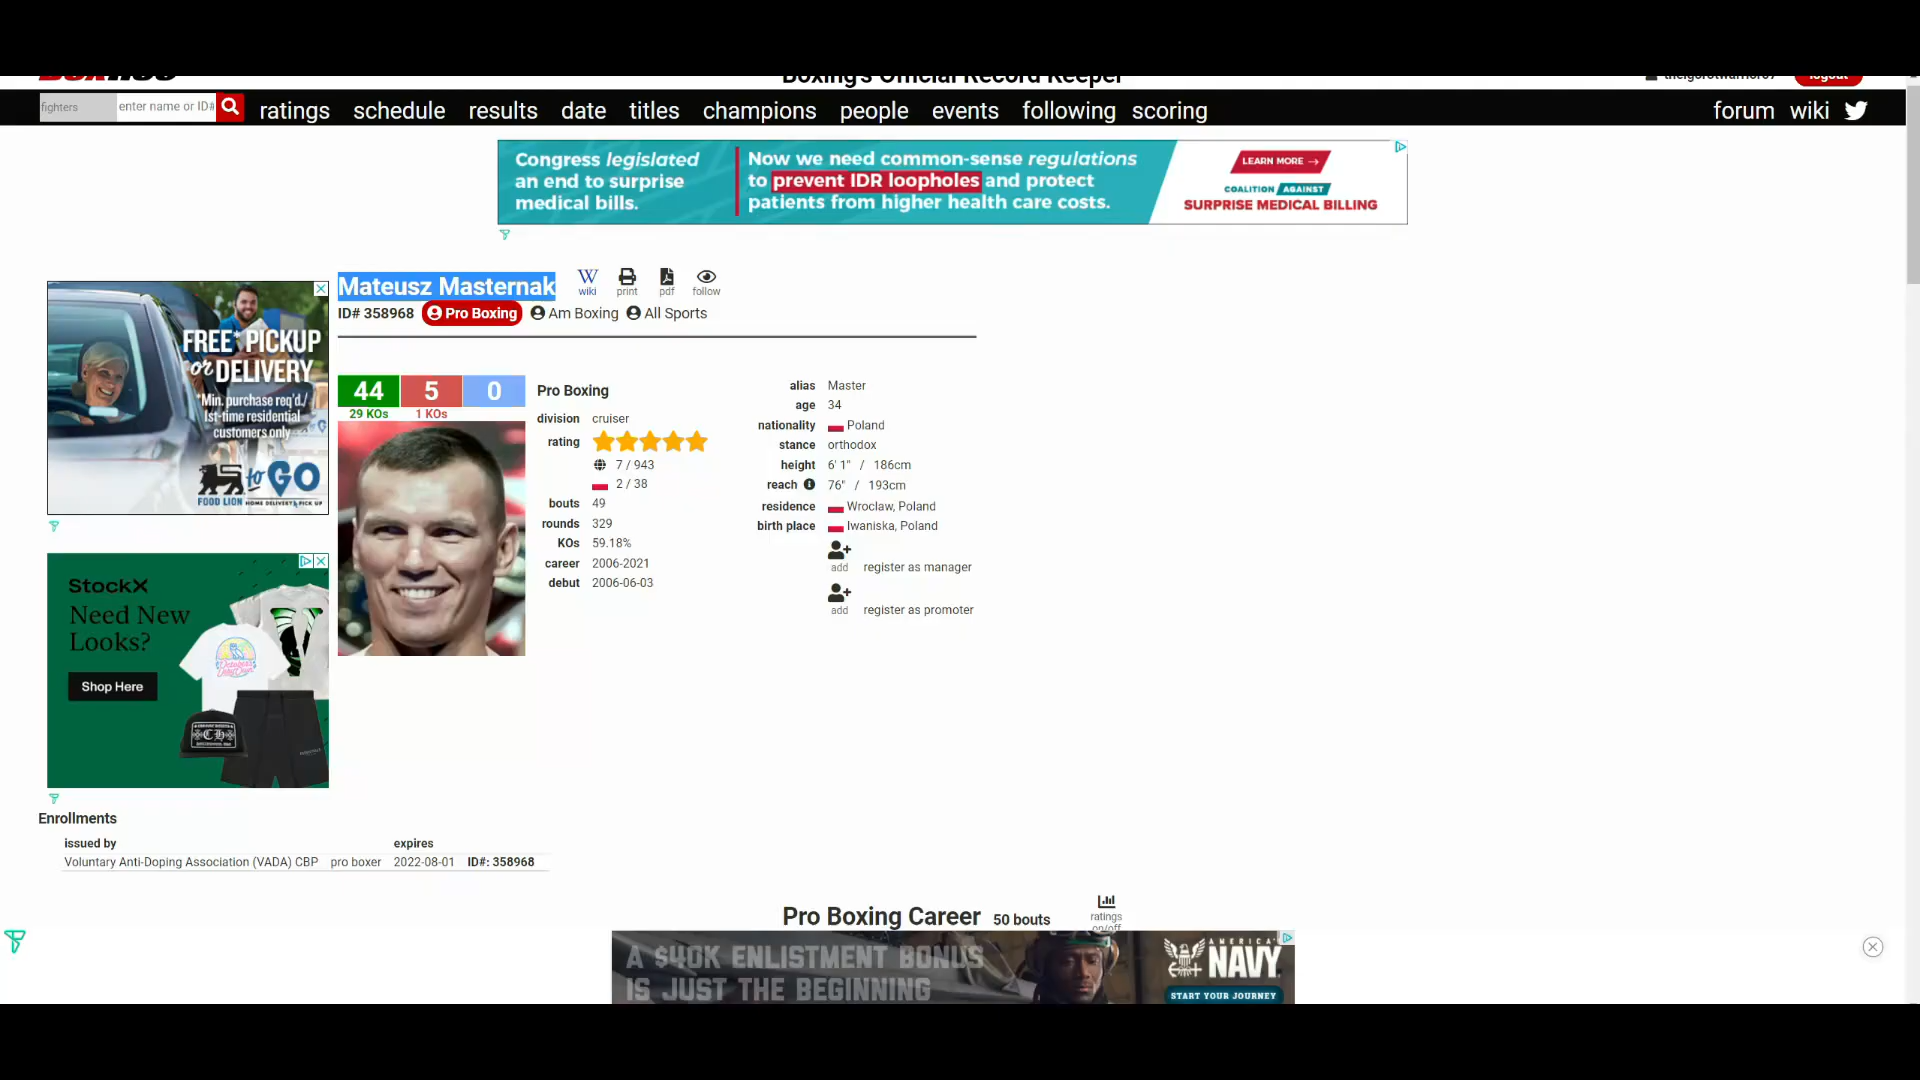 Boxing's Official Record Keeper
logout
fighters
enter name or ID#
ratings schedule results date titles champions people events following scoring
forum wiki
Congress legislated
an end to surprise
medical bills.
Now we need common-sense regulations
to prevent IDR loopholes and protect
patients from higher health care costs.
LEARN MORE →
COALITION AGAINST
SURPRISE MEDICAL BILLING
Mateusz Masternak
wiki
print
pdf
follow
ID# 358968 Pro Boxing Am Boxing All Sports
FREE* PICKUP
or DELIVERY
*Min. purchase req'd./
1st-time residential
customers only
to GO
FOOD LION
44 5 0
29 KOs 1 KOs
Pro Boxing
division cruiser
rating
7 / 943
2 / 38
bouts 49
rounds 329
KOs 59.18%
career 2006-2021
debut 2006-06-03
alias Master
age 34
nationality Poland
stance orthodox
height 6' 1" / 186cm
reach 76" / 193cm
residence Wroclaw, Poland
birth place Iwaniska, Poland
add register as manager
add register as promoter
StockX
Need New
Looks?
Shop Here
Enrollments
issued by expires
Voluntary Anti-Doping Association (VADA) CBP pro boxer 2022-08-01 ID#: 358968
Pro Boxing Career 50 bouts
ratings
on/off
A $40K ENLISTMENT BONUS
IS JUST THE BEGINNING
AMERICA'S
NAVY
START YOUR JOURNEY